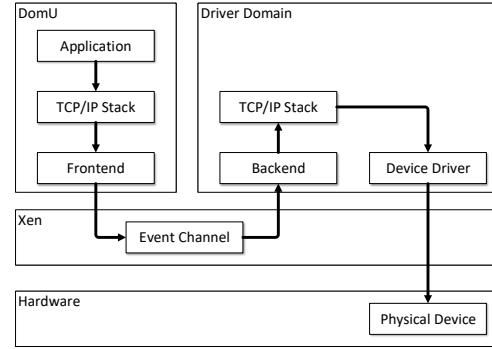 DomU
Driver Domain
Application
TCP/IP Stack
TCP/IP Stack
Frontend
Backend
Device Driver
Xen
Event Channel
Hardware
Physical Device